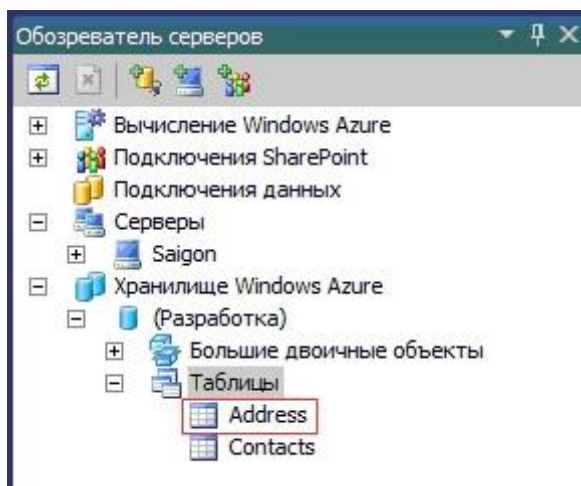 Обозреватель серверов
Вычисление Windows Azure
Подключения SharePoint
Подключения данных
Серверы
Saigon
Хранилище Windows Azure
(Разработка)
Большие двоичные объекты
Таблицы
Address
Contacts